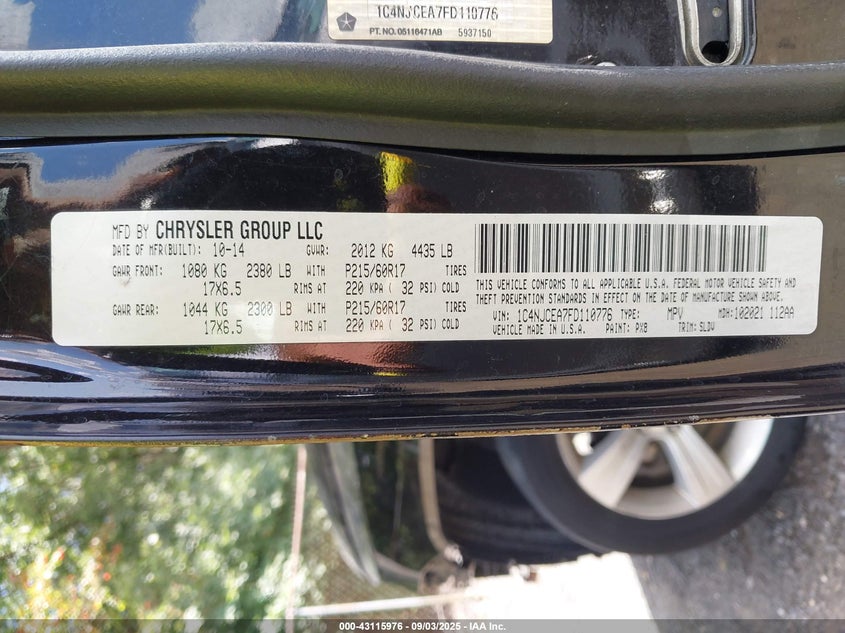 1C4NJCEA7FD110776
PT. NO. 05116471AB 5937150
MFD BY CHRYSLER GROUP LLC
DATE OF MFR(BUILT): 10-14 GVWR: 2012 KG 4435 LB
GAWR FRONT: 1080 KG 2380 LB WITH P215/60R17 TIRES
17X6.5 RIMS AT 220 KPA ( 32 PSI) COLD
GAWR REAR: 1044 KG 2300 LB WITH P215/60R17 TIRES
17X6.5 RIMS AT 220 KPA ( 32 PSI) COLD
THIS VEHICLE CONFORMS TO ALL APPLICABLE U.S.A. FEDERAL MOTOR VEHICLE SAFETY AND
THEFT PREVENTION STANDARDS IN EFFECT ON THE DATE OF MANUFACTURE SHOWN ABOVE.
VIN: 1C4NJCEA7FD110776 TYPE: MPV MDH: 102021 112AA
VEHICLE MADE IN U.S.A. PAINT: PX8 TRIM: SLDV
000-43115976 - 09/03/2025 - IAA Inc.